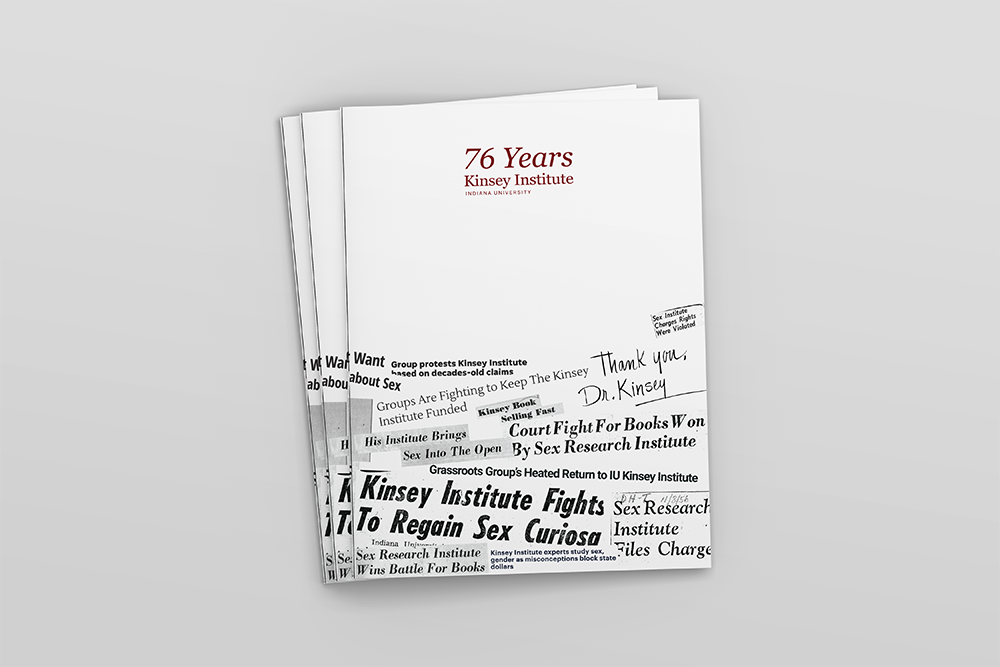 76 Years
Kinsey Institute
INDIANA UNIVERSITY
Sex Institute
Charges Rights
Were Violated
Thank you,
Dr. Kinsey
Want
about Sex
Group protests Kinsey Institute
based on decades-old claims
Groups Are Fighting to Keep The Kinsey
Institute Funded
Kinsey Book
Selling Fast
Court Fight For Books Won
By Sex Research Institute
His Institute Brings
Sex Into The Open
Grassroots Group's Heated Return to IU Kinsey Institute
Kinsey Institute Fights
To Regain Sex Curiosa
DH-T 11/3/56
Sex Research
Institute
Files Charge
Indiana
Sex Research Institute
Wins Battle For Books
Kinsey Institute experts study sex,
gender as misconceptions block state
dollars